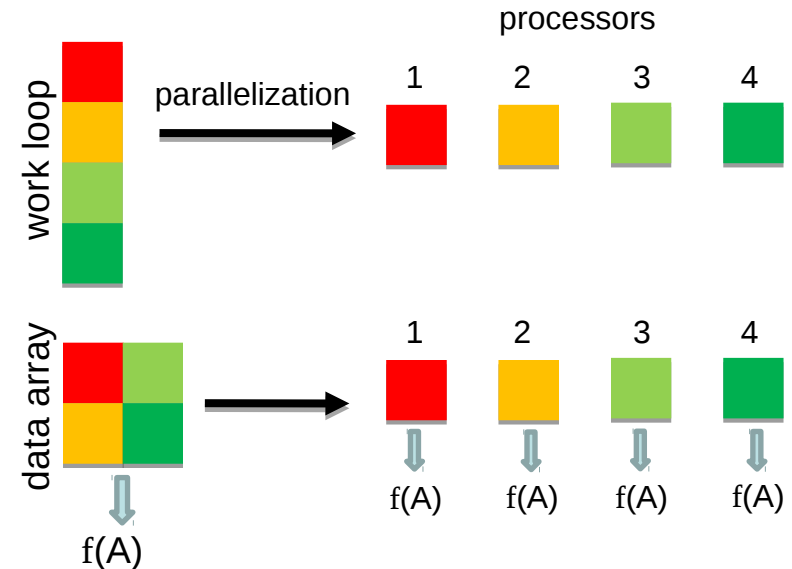 processors
work loop
parallelization
1 2 3 4
data array
1 2 3 4
f(A) f(A) f(A) f(A)
f(A)